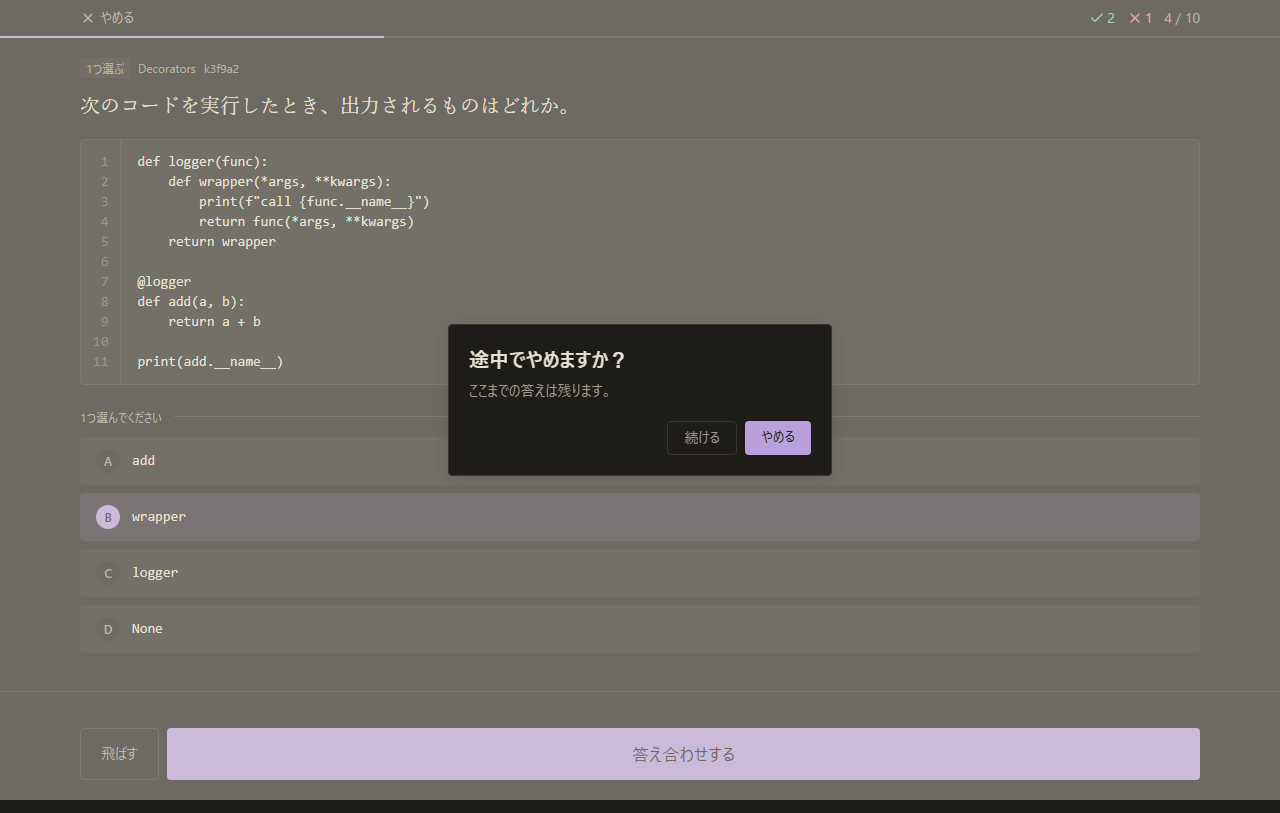 やめる
2 1 4 / 10
1つ選ぶ Decorators k3f9a2
次のコードを実行したとき、出力されるものはどれか。
1 def logger(func):
2     def wrapper(*args, **kwargs):
3         print(f"call {func.__name__}")
4         return func(*args, **kwargs)
5     return wrapper
6
7 @logger
8 def add(a, b):
9     return a + b
10
11 print(add.__name__)
途中でやめますか？
ここまでの答えは残ります。
続ける やめる
1つ選んでください
A add
B wrapper
C logger
D None
飛ばす 答え合わせする